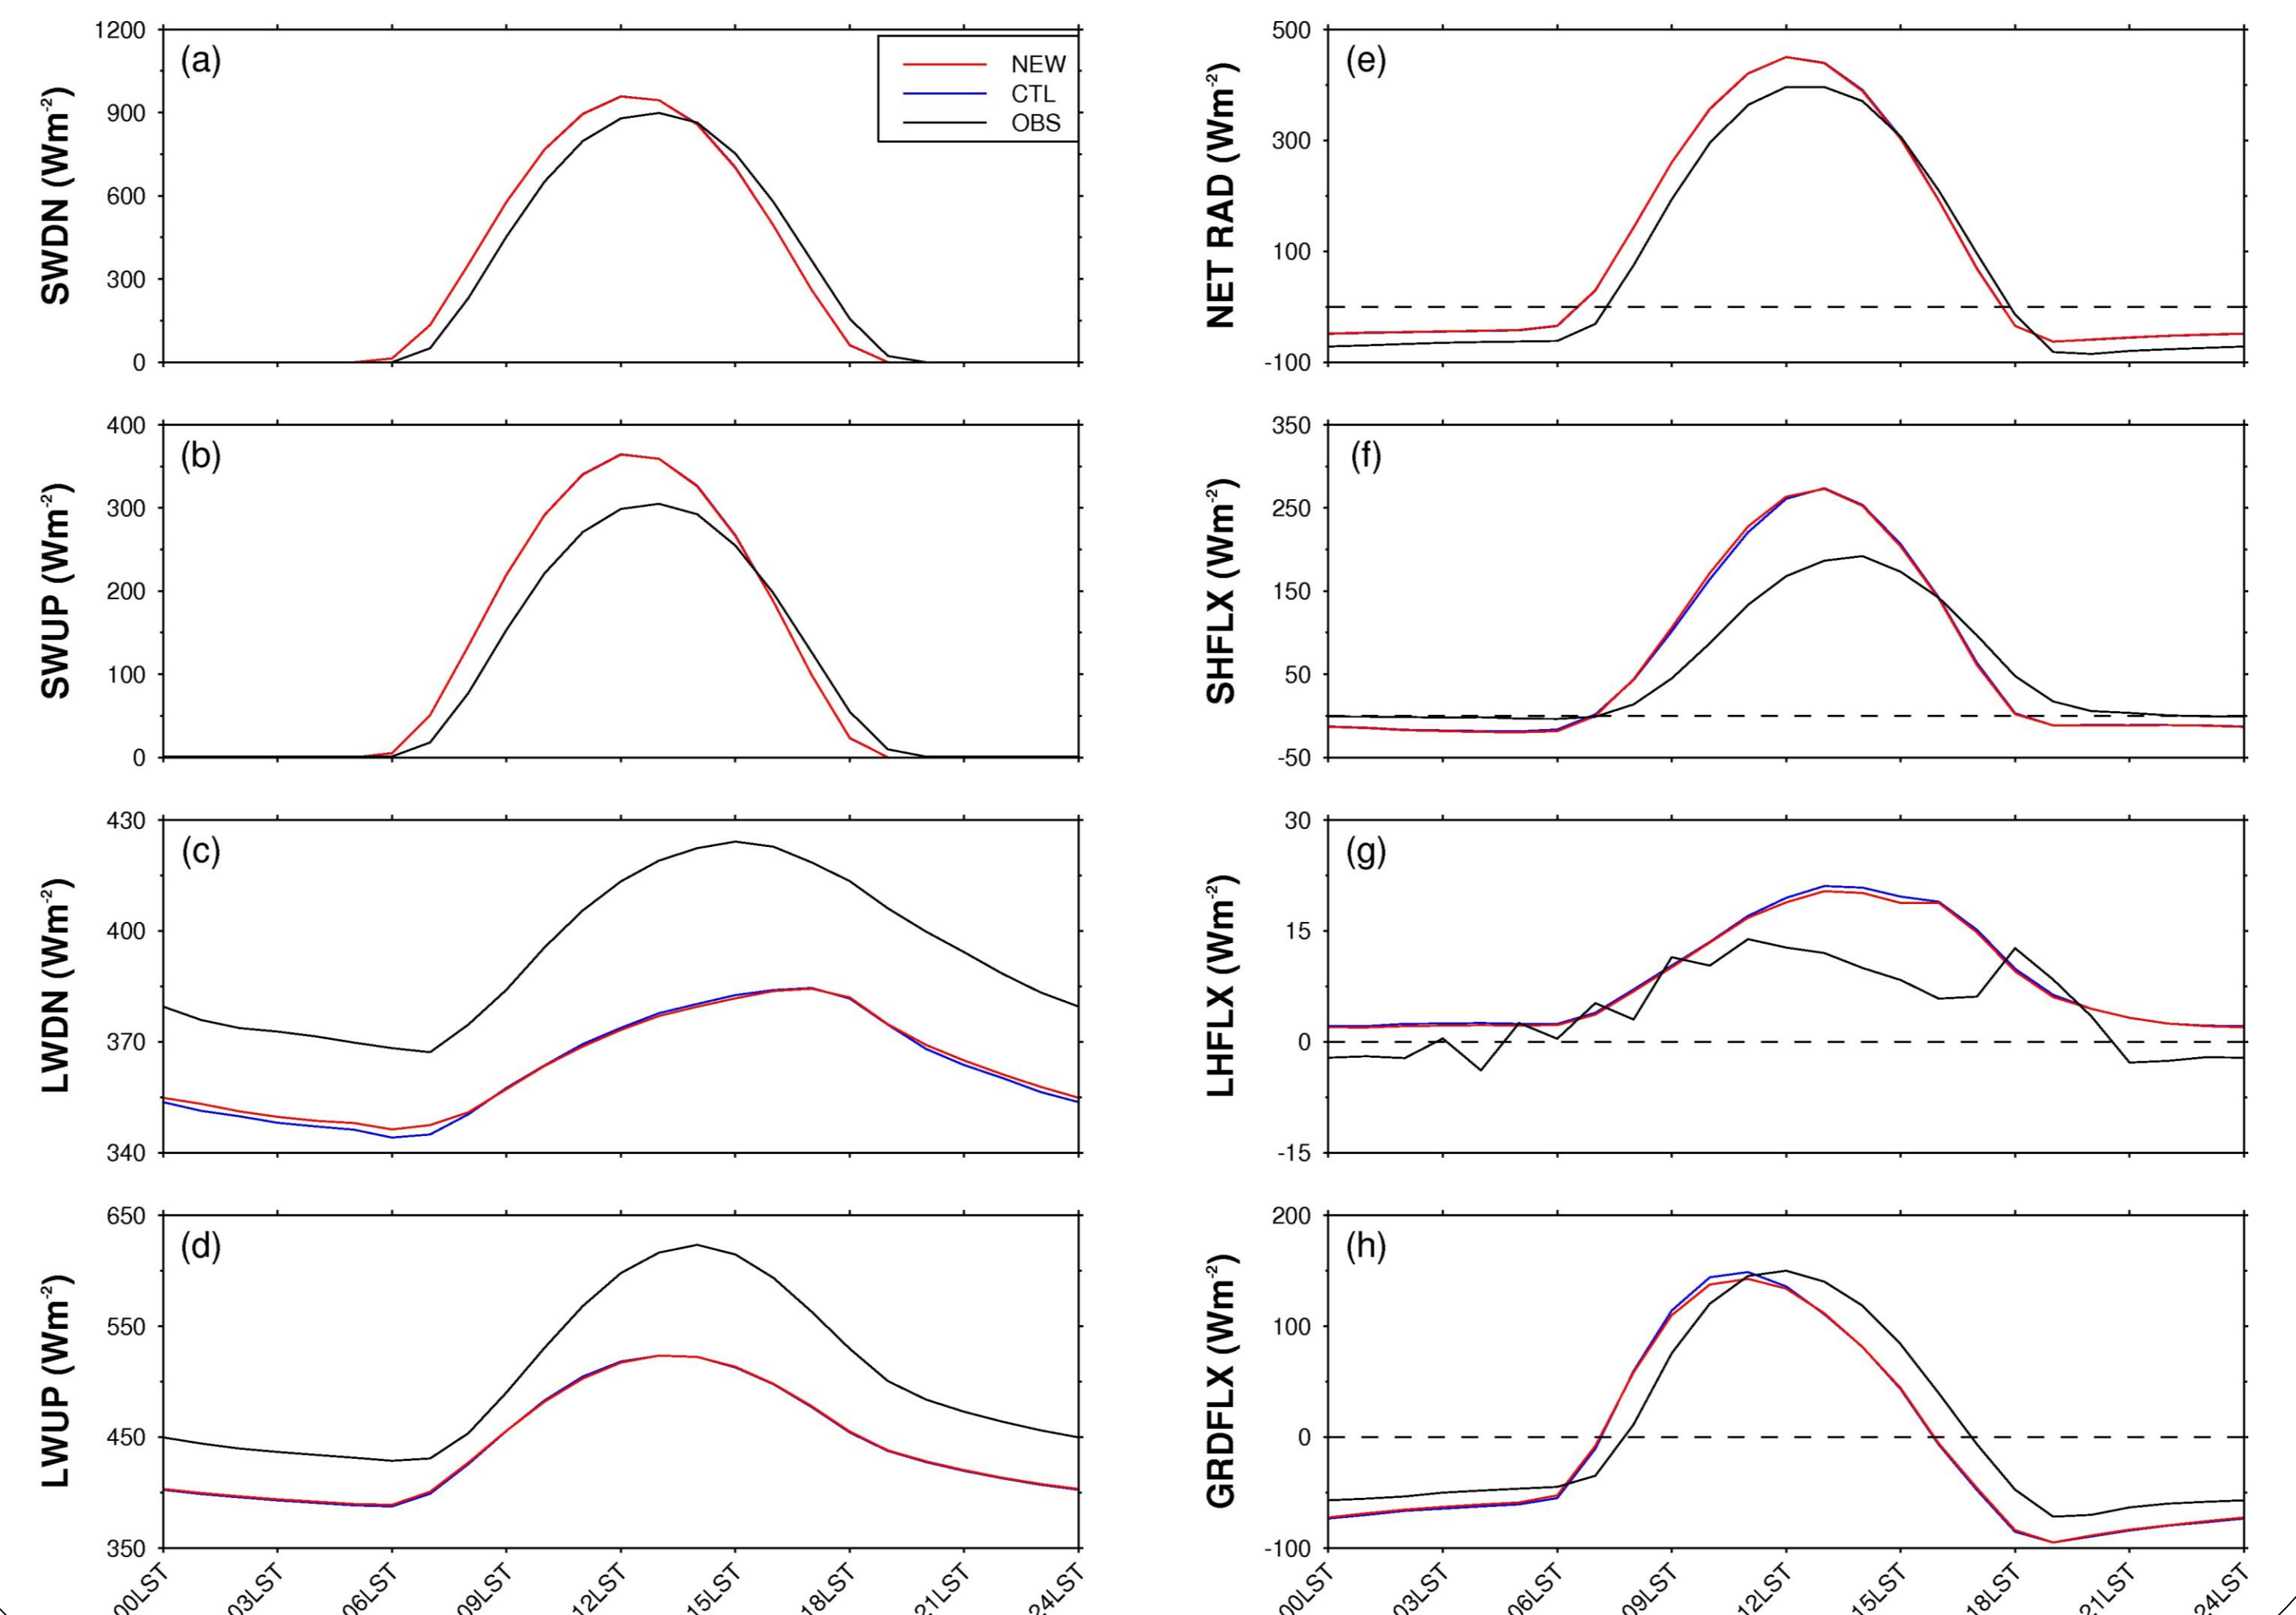 (a)
SWDN (Wm-2)
1200
900
600
300
0
NEW
CTL
OBS
(b)
SWUP (Wm-2)
400
300
200
100
0
(c)
LWDN (Wm-2)
430
400
370
340
(d)
LWUP (Wm-2)
650
550
450
350
00LST 03LST 06LST 09LST 12LST 15LST 18LST 21LST 24LST
(e)
NET RAD (Wm-2)
500
300
100
-100
(f)
SHFLX (Wm-2)
350
250
150
50
-50
(g)
LHFLX (Wm-2)
30
15
0
-15
(h)
GRDFLX (Wm-2)
200
100
0
-100
00LST 03LST 06LST 09LST 12LST 15LST 18LST 21LST 24LST